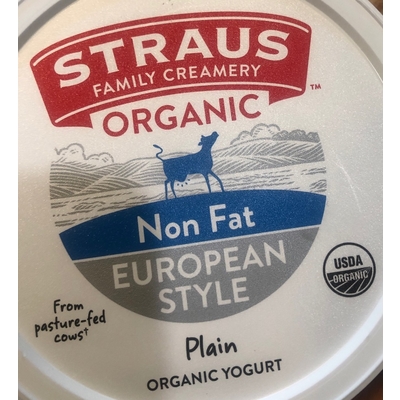 STRAUS
FAMILY CREAMERY
™
ORGANIC
Non Fat
EUROPEAN
STYLE
USDA
ORGANIC
From
pasture-fed
cows†
Plain
ORGANIC YOGURT